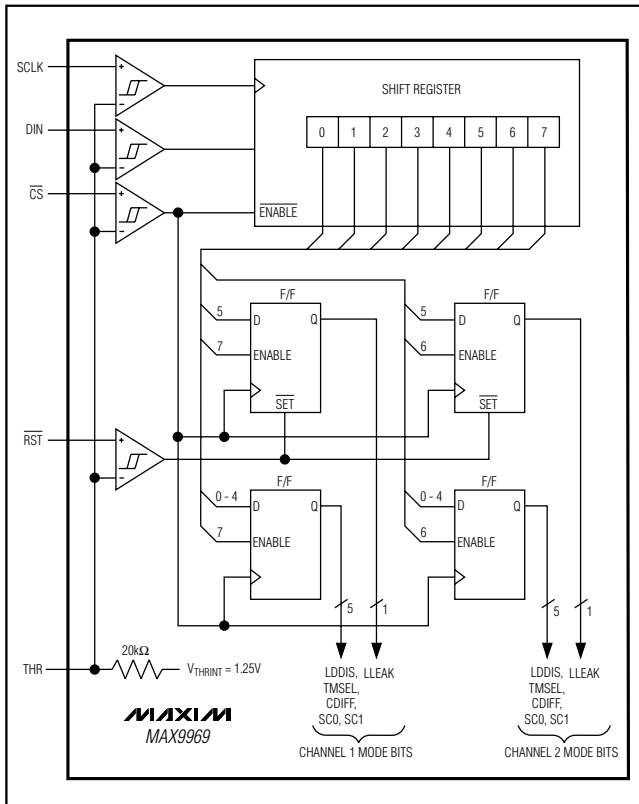 SCLK
SHIFT REGISTER
0 1 2 3 4 5 6 7
DIN
CS
ENABLE
F/F F/F
5 D Q 5 D Q
7 ENABLE 6 ENABLE
SET SET
RST
F/F F/F
0 - 4 D Q 0 - 4 D Q
7 ENABLE 6 ENABLE
5 1 5 1
20kΩ
THR VTHRINT = 1.25V
LDDIS, LLEAK LDDIS, LLEAK
TMSEL, TMSEL,
CDIFF, CDIFF,
SC0, SC1 SC0, SC1
MAXIM
MAX9969
CHANNEL 1 MODE BITS CHANNEL 2 MODE BITS